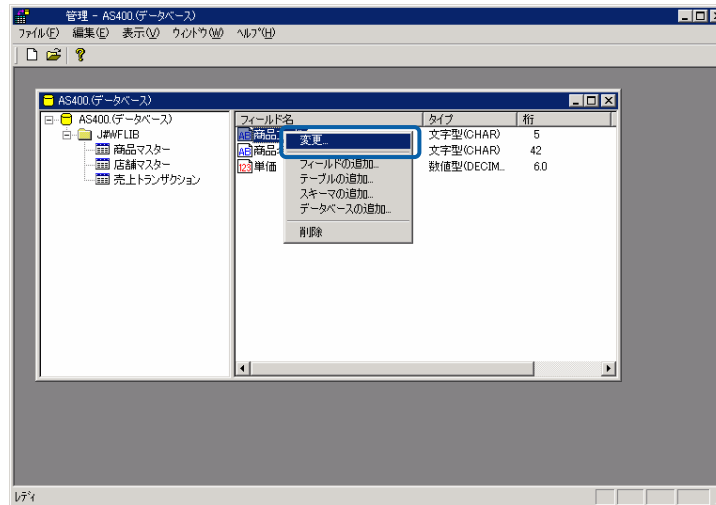 管理 - AS400.(データベース)
ファイル(F) 編集(E) 表示(V) ウィンドウ(W) ヘルプ(H)
AS400.(データベース)
AS400.(データベース)
J#WFLIB
商品マスター
店舗マスター
売上トランザクション
フィールド名 タイプ 桁
商品 文字型(CHAR) 5
商品 文字型(CHAR) 42
単価 数値型(DECIM... 6.0
変更...
フィールドの追加...
テーブルの追加...
スキーマの追加...
データベースの追加...
削除
レディ